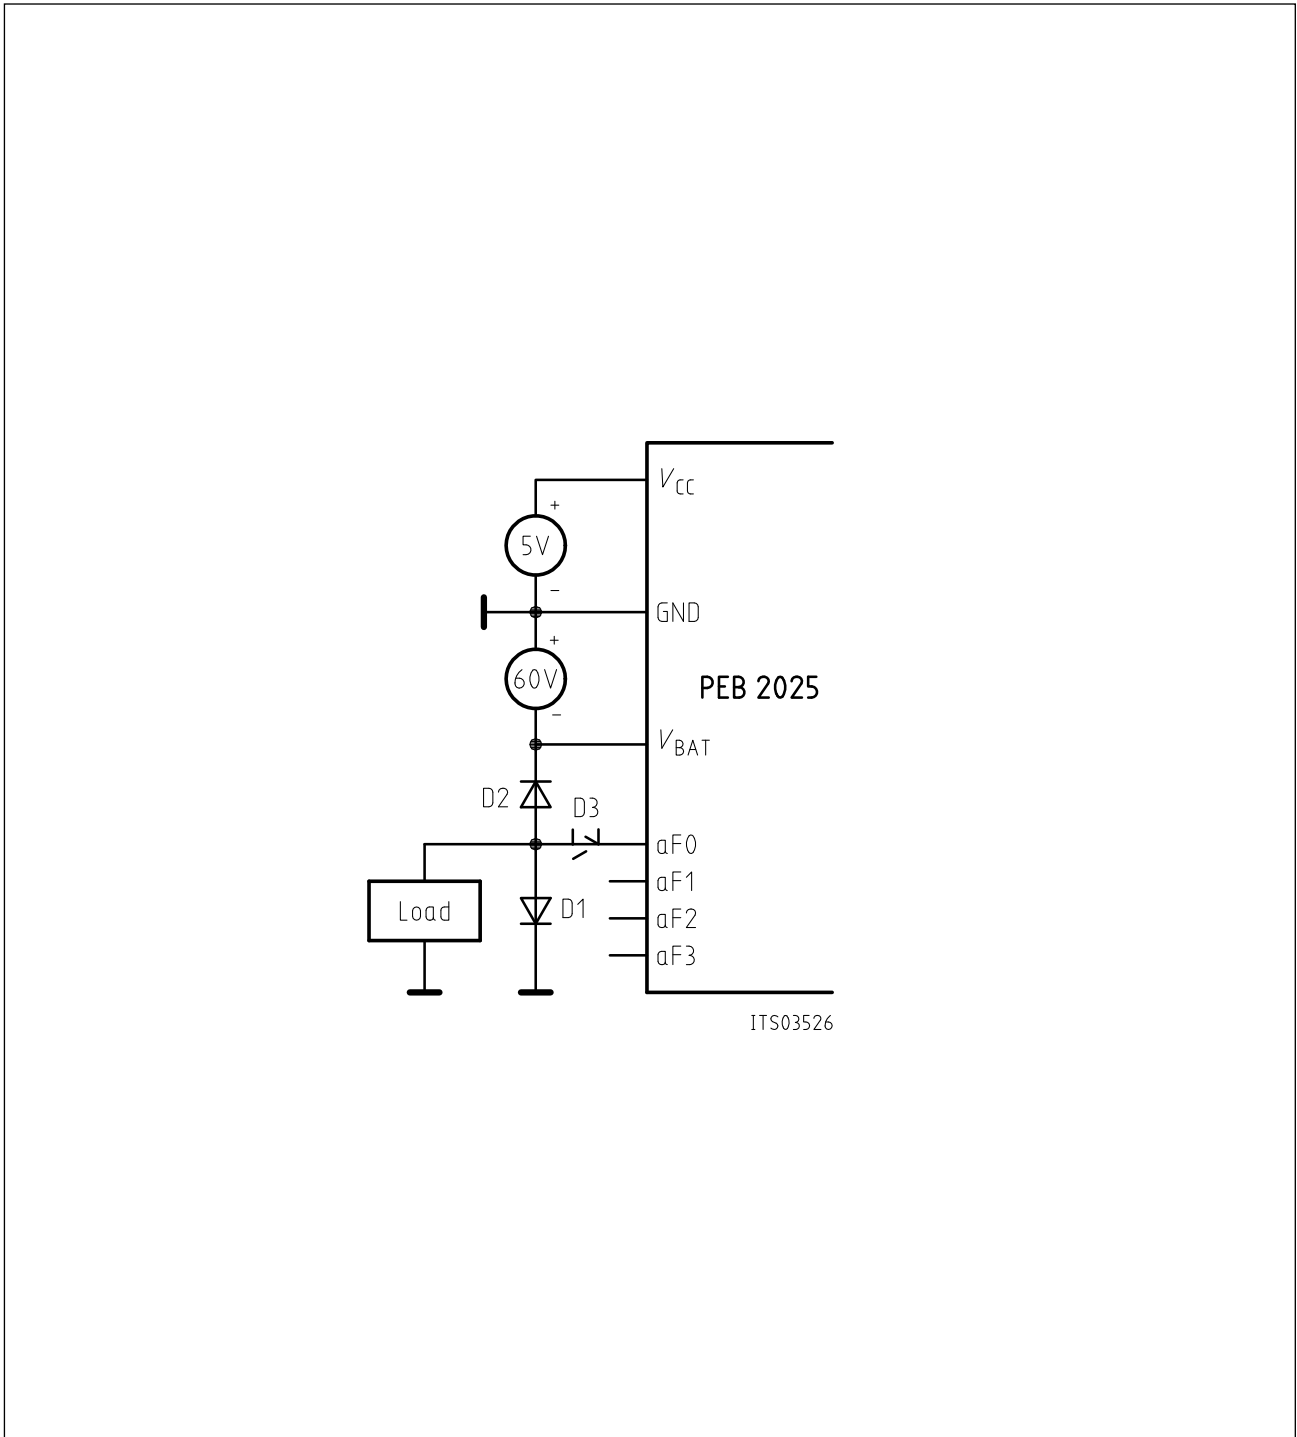 VCC
+
5V
−
GND
+
60V
PEB 2025
−
VBAT
D2
D3
aF0
aF1
Load
D1
aF2
aF3
ITS03526